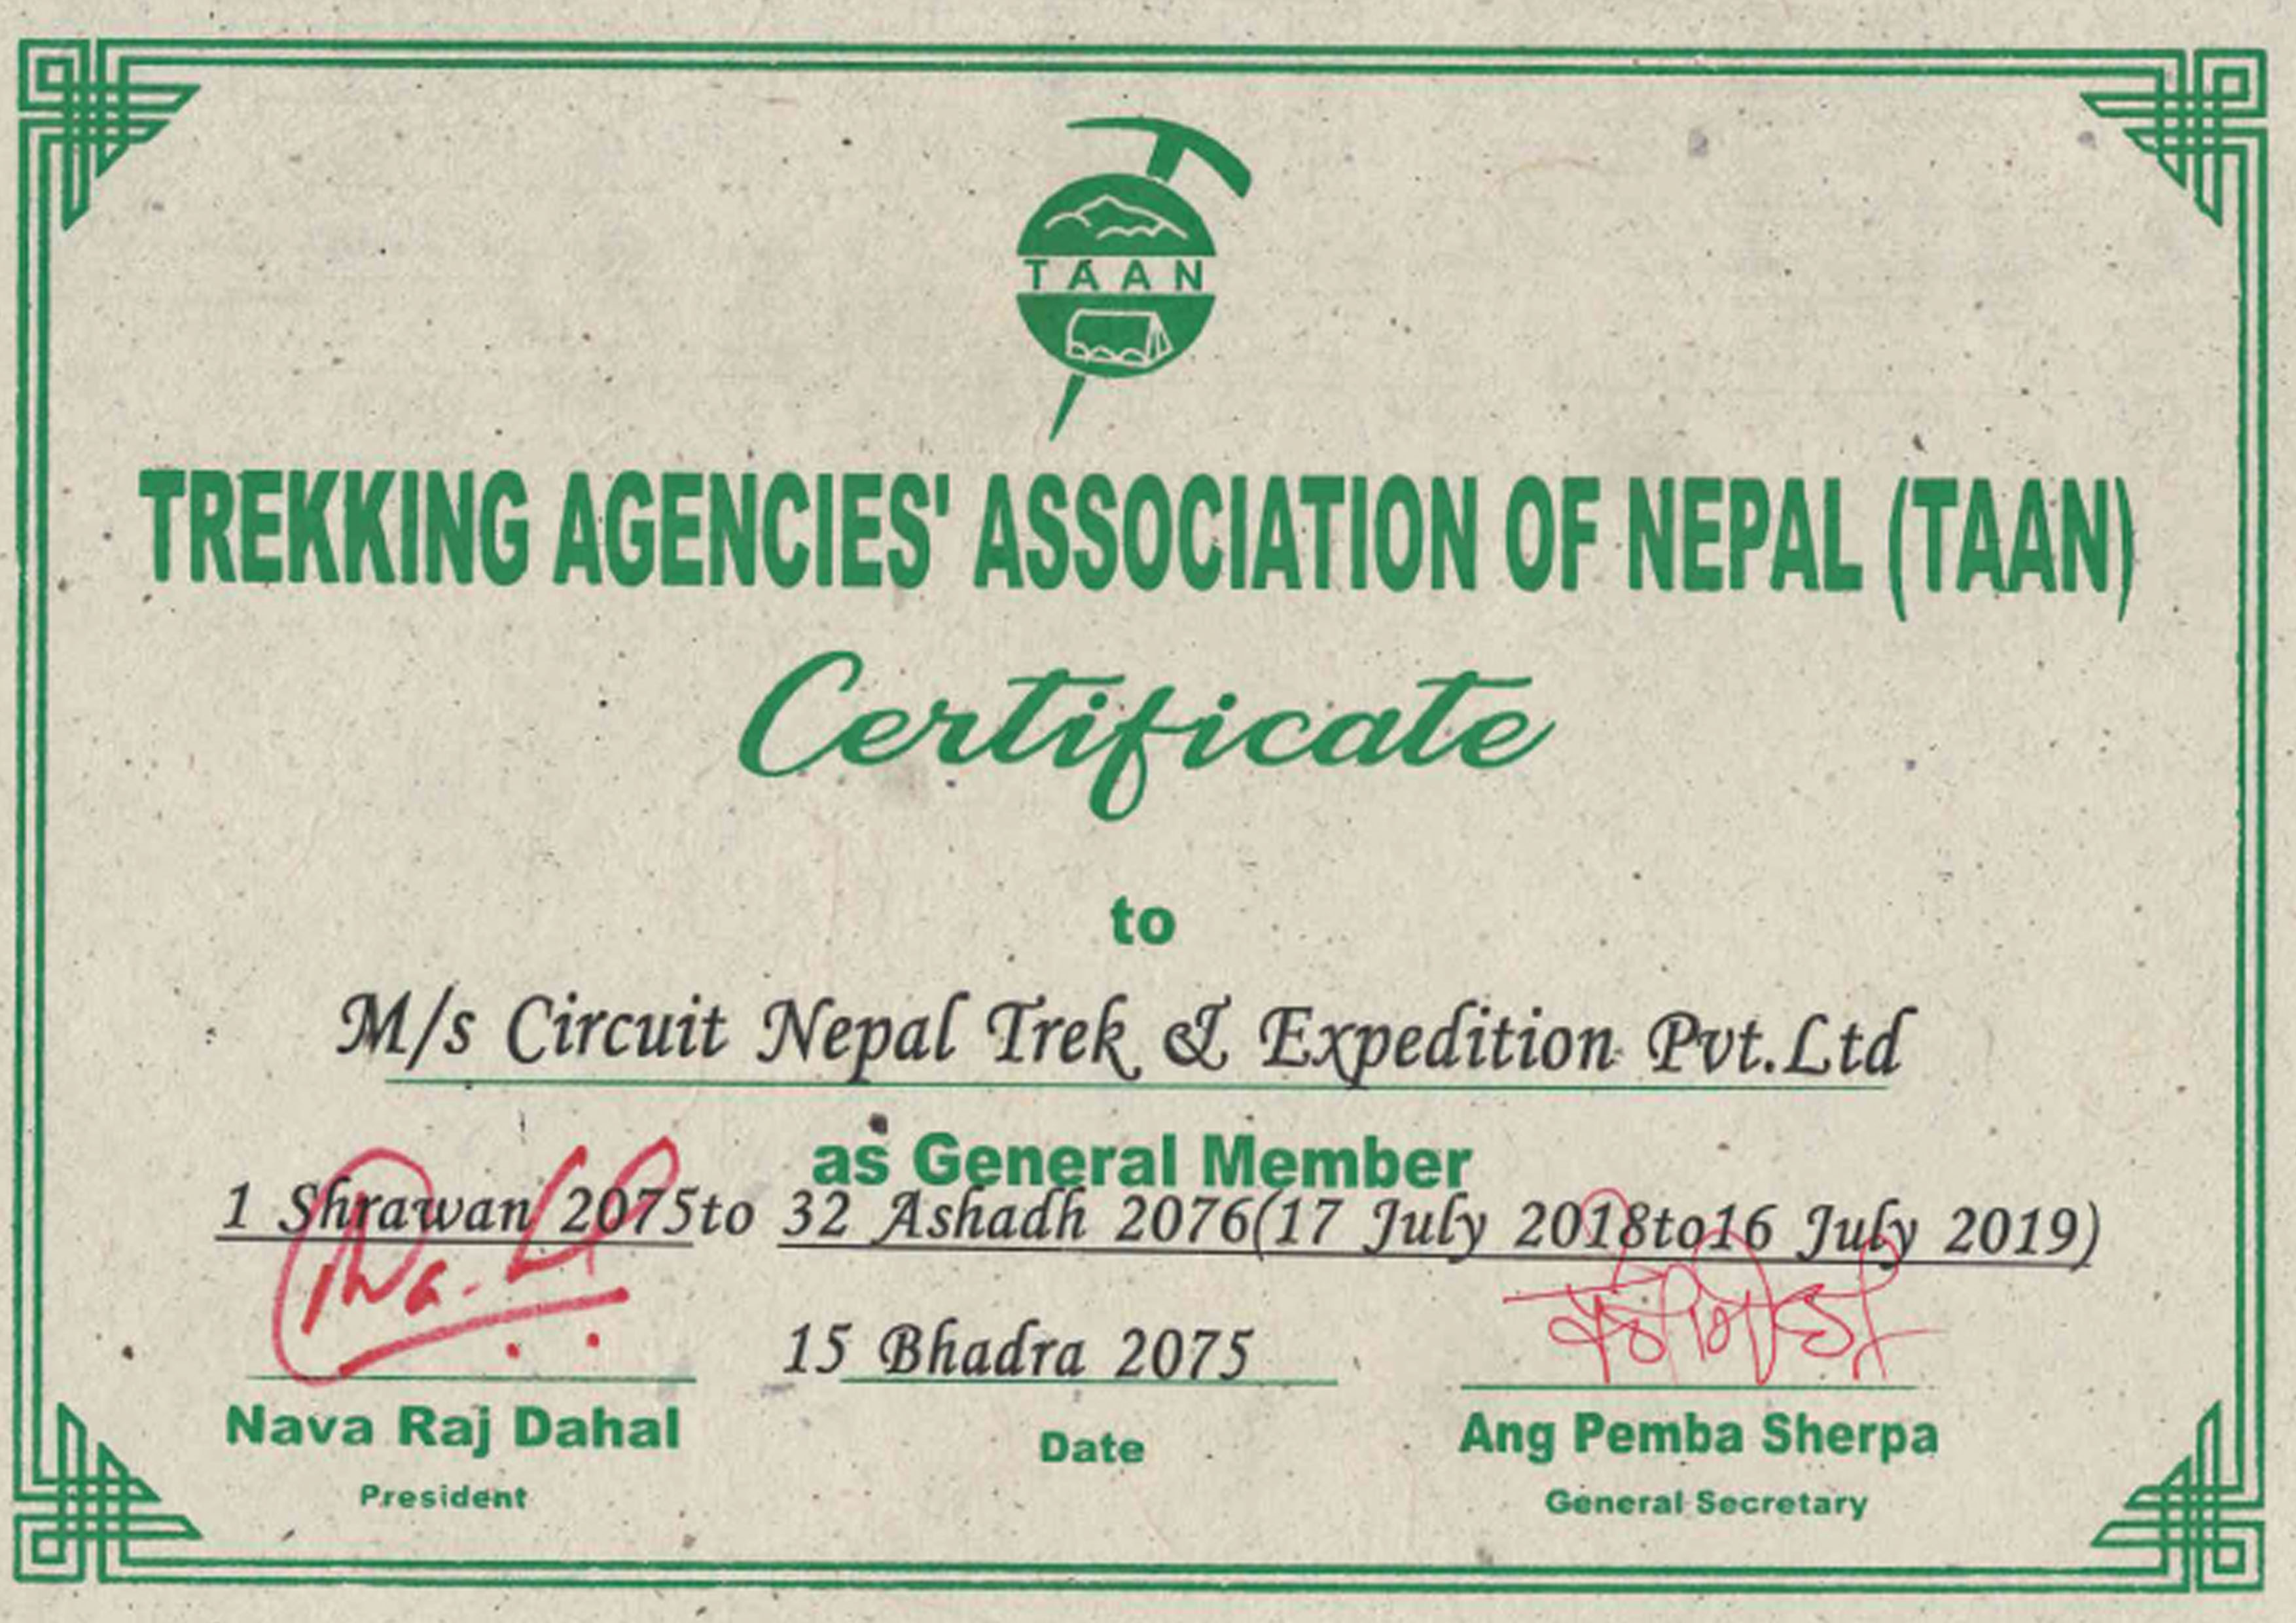 TAAN
TREKKING AGENCIES' ASSOCIATION OF NEPAL (TAAN)
Certificate
to
M/s Circuit Nepal Trek & Expedition Pvt.Ltd
as General Member
1 Shrawan 2075to 32 Ashadh 2076(17 July 2018to16 July 2019)
15 Bhadra 2075
Nava Raj Dahal
Date
Ang Pemba Sherpa
President
General Secretary